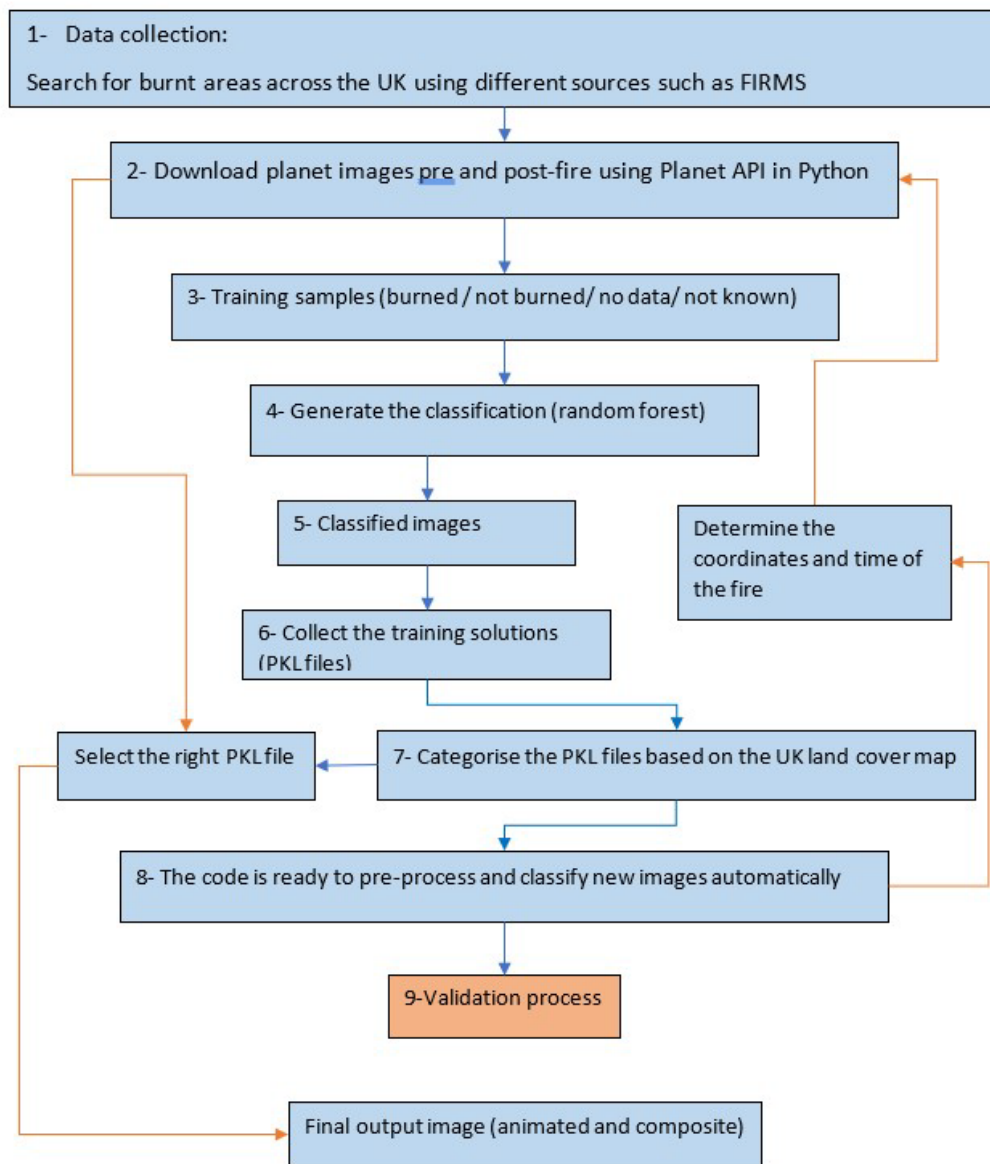 1- Data collection:
Search for burnt areas across the UK using different sources such as FIRMS
2- Download planet images pre and post-fire using Planet API in Python
3- Training samples (burned / not burned/ no data/ not known)
4- Generate the classification (random forest)
5- Classified images
Determine the
coordinates and time of
the fire
6- Collect the training solutions
(PKL files)
Select the right PKL file
7- Categorise the PKL files based on the UK land cover map
8- The code is ready to pre-process and classify new images automatically
9-Validation process
Final output image (animated and composite)